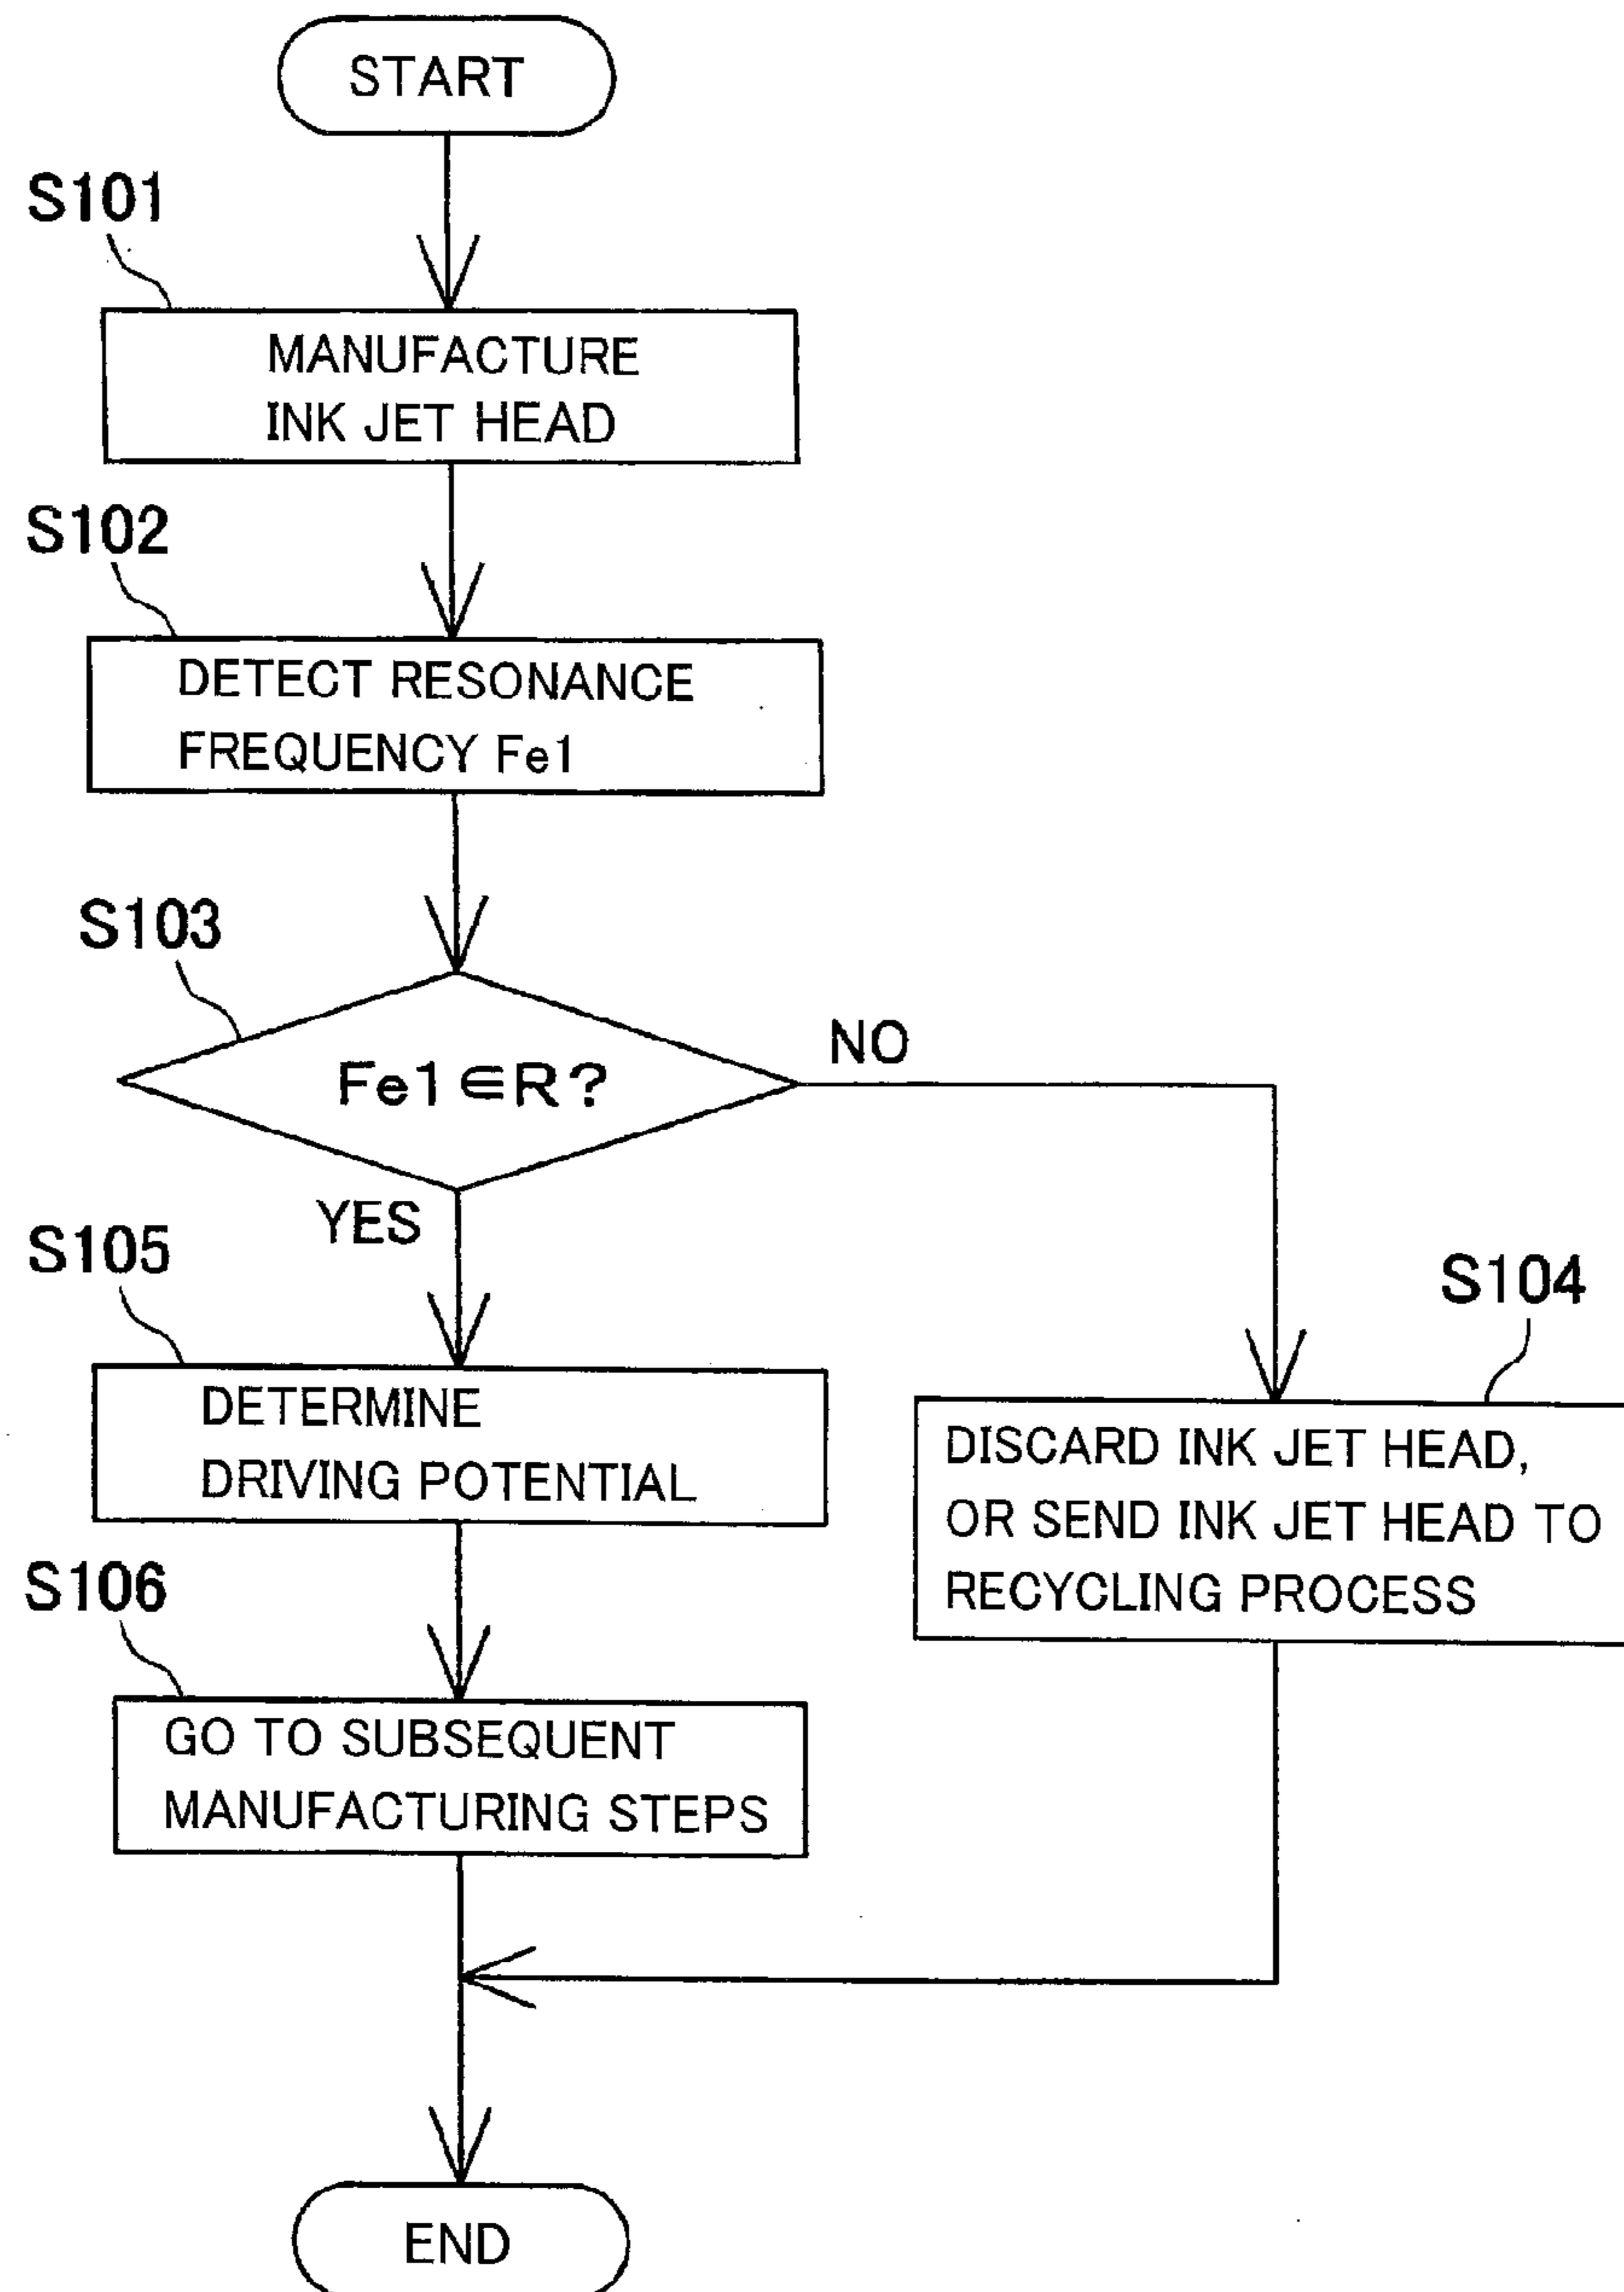 START
S101
MANUFACTURE
INK JET HEAD
S102
DETECT RESONANCE
FREQUENCY Fe1
S103
Fe1∈R?
NO
YES
S105
DETERMINE
DRIVING POTENTIAL
S104
DISCARD INK JET HEAD,
OR SEND INK JET HEAD TO
RECYCLING PROCESS
S106
GO TO SUBSEQUENT
MANUFACTURING STEPS
END